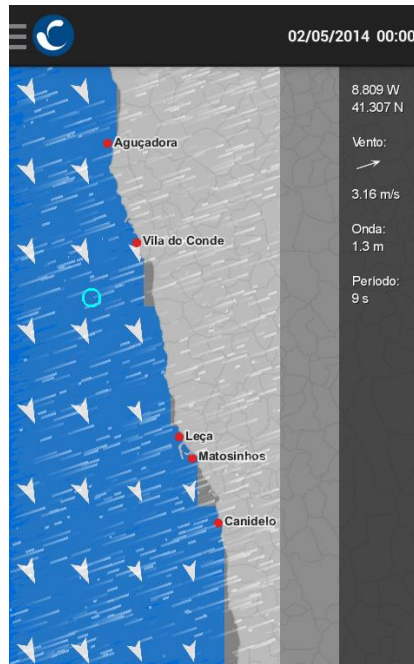 02/05/2014 00:00
8.809 W
41.307 N
Vento:
3.16 m/s
Onda:
1.3 m
Periodo:
9 s
Aguçadora
Vila do Conde
Leça
Matosinhos
Canidelo